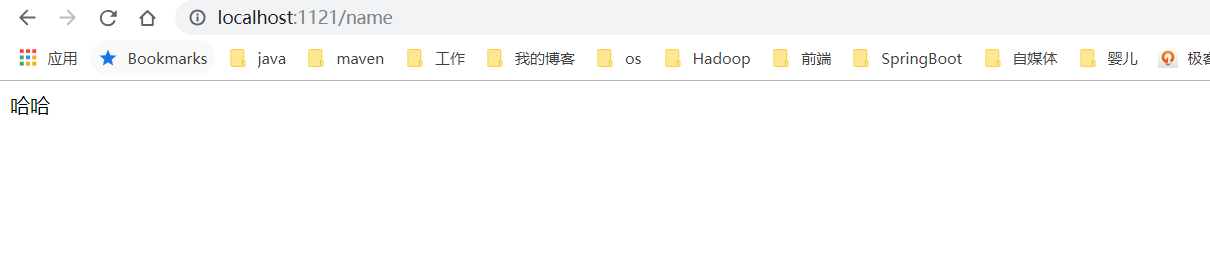 localhost:1121/name
应用 Bookmarks java maven 工作 我的博客 os Hadoop 前端 SpringBoot 自媒体 婴儿
哈哈